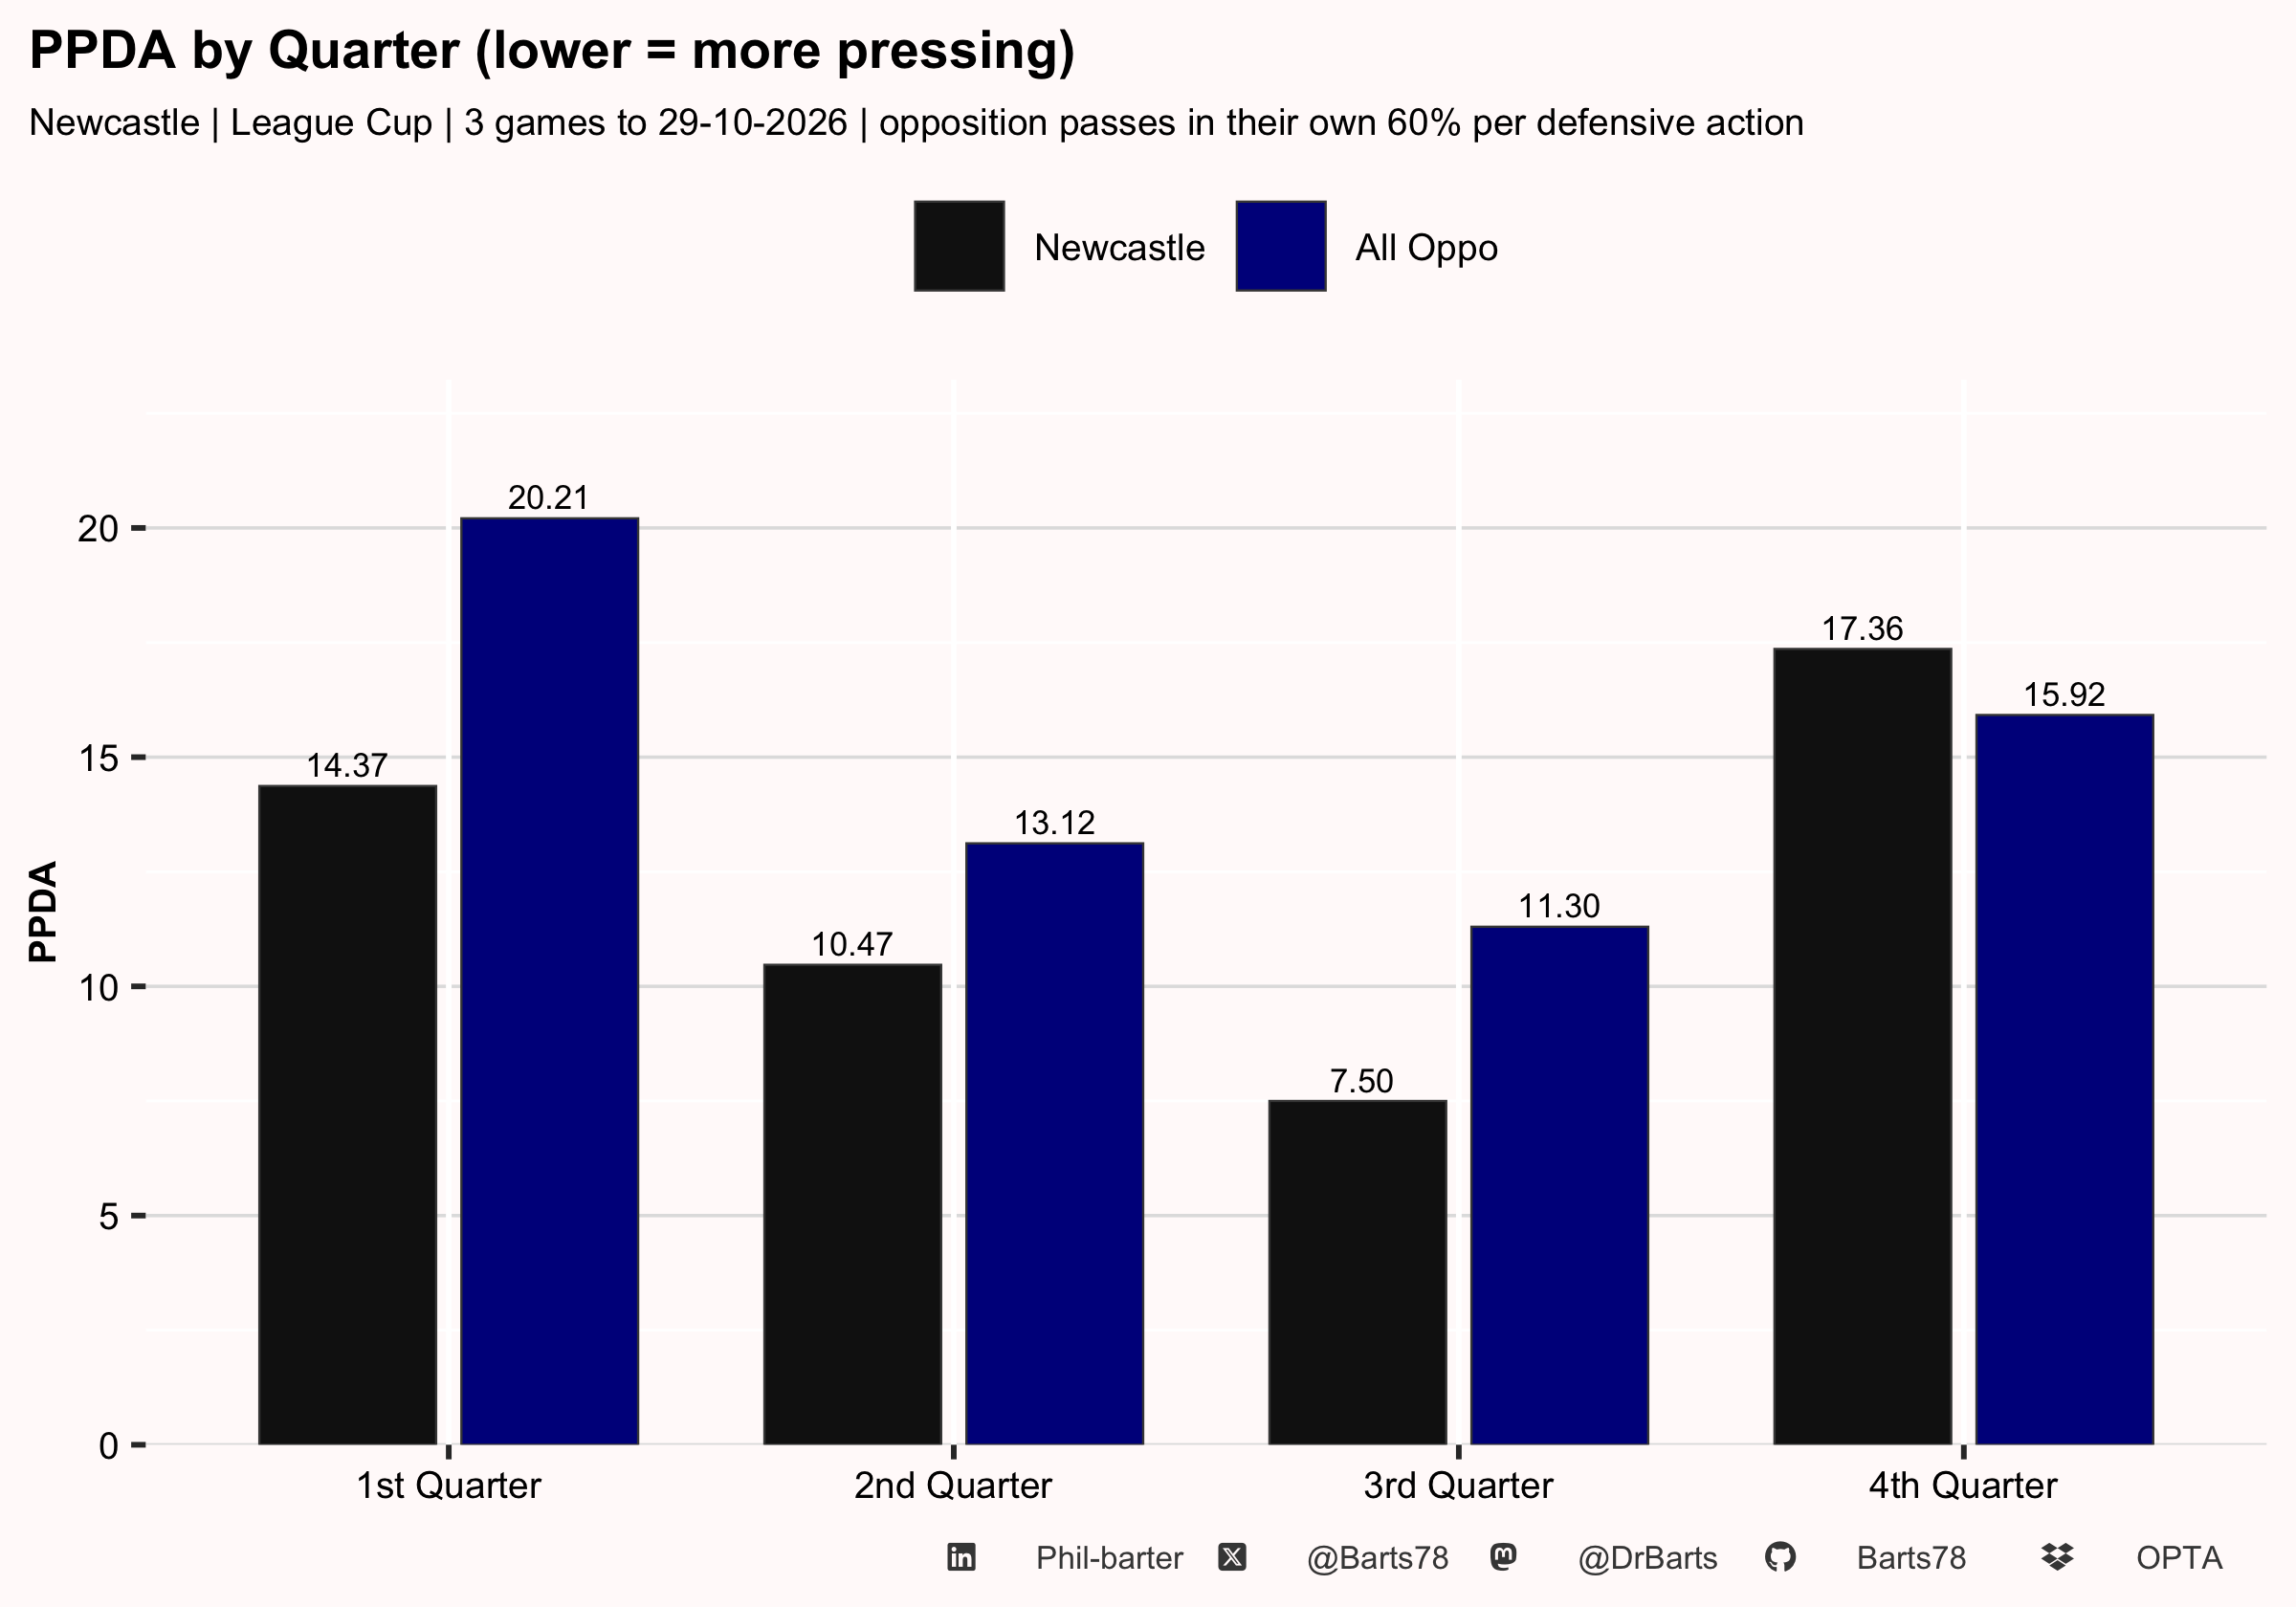 PPDA by Quarter (lower = more pressing)
Newcastle | League Cup | 3 games to 29-10-2026 | opposition passes in their own 60% per defensive action
Newcastle All Oppo
20.21
20
17.36
15.92
15
14.37
13.12
11.30
10.47
10
PPDA
7.50
5
0
1st Quarter 2nd Quarter 3rd Quarter 4th Quarter
Phil-barter @Barts78 @DrBarts Barts78 OPTA